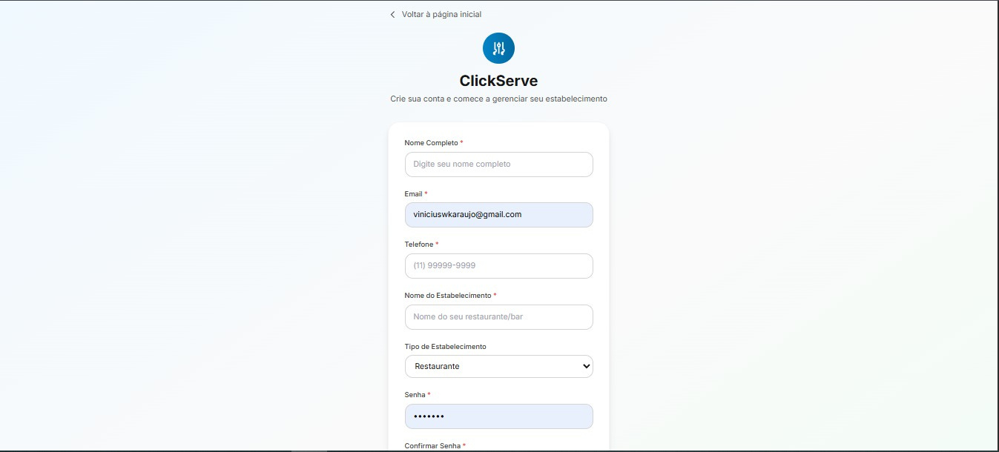 Voltar à página inicial
ClickServe
Crie sua conta e comece a gerenciar seu estabelecimento
Nome Completo *
Digite seu nome completo
Email *
viniciuswkaraujo@gmail.com
Telefone *
(11) 99999-9999
Nome do Estabelecimento *
Nome do seu restaurante/bar
Tipo de Estabelecimento
Restaurante
Senha *
•••••••
Confirmar Senha *